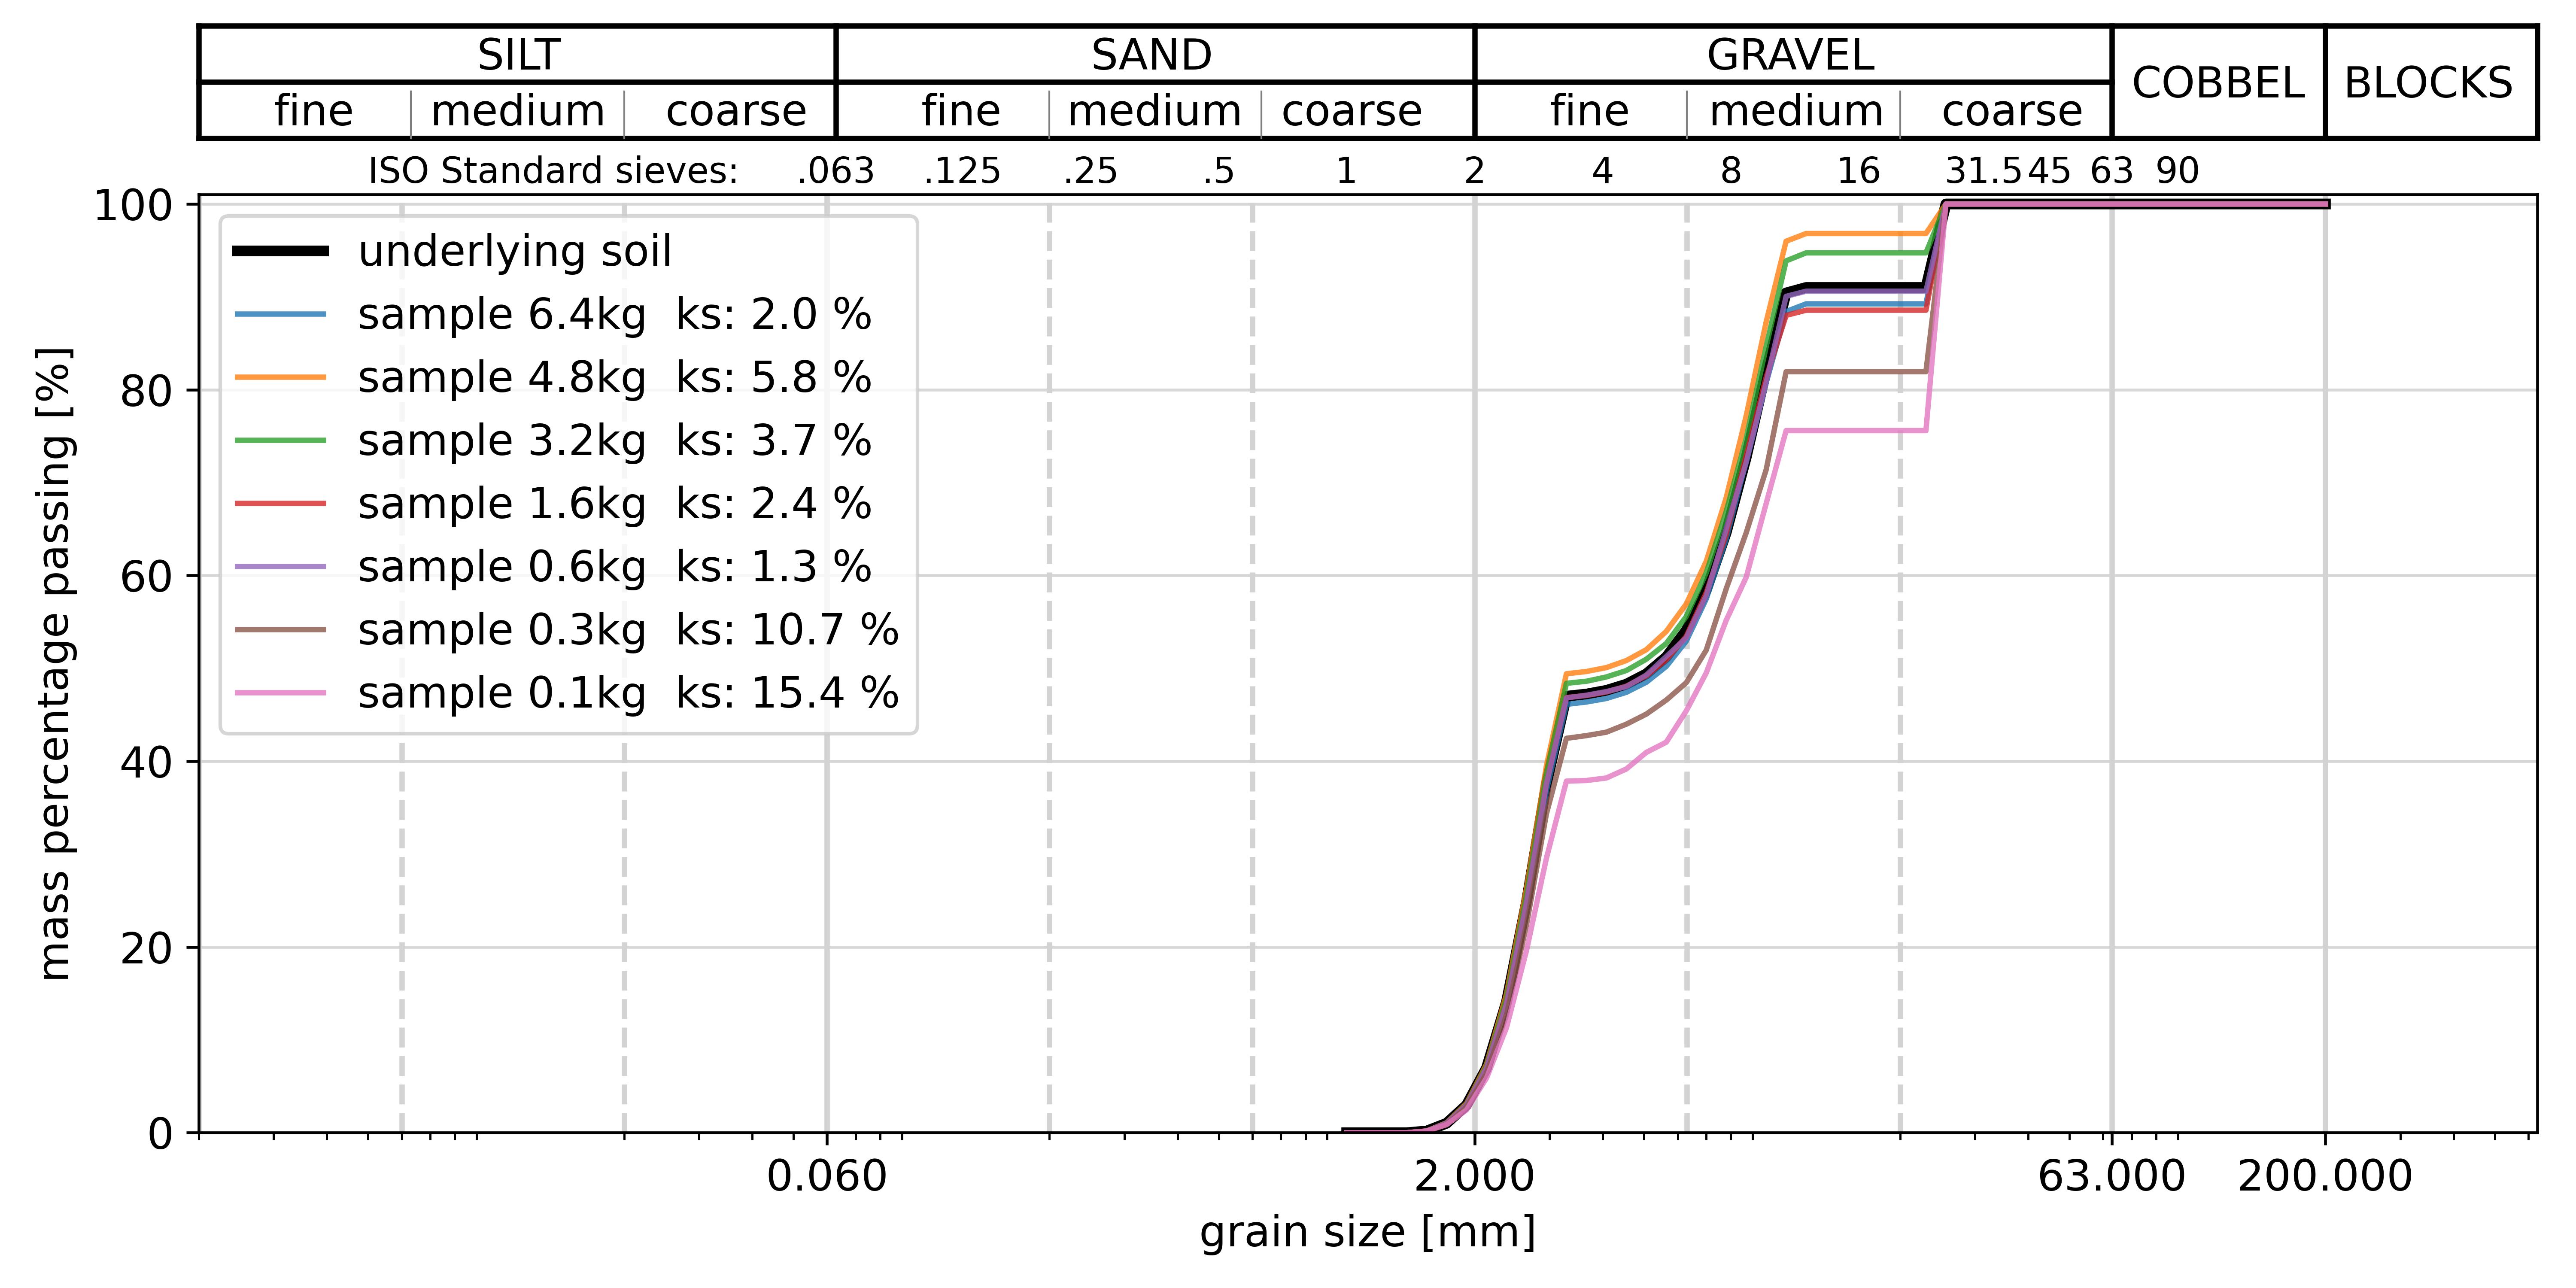 SILT SAND GRAVEL COBBEL BLOCKS
fine medium coarse fine medium coarse fine medium coarse
ISO Standard sieves: .063 .125 .25 .5 1 2 4 8 16 31.5 45 63 90
100
80
60
40
20
0
mass percentage passing [%]
underlying soil
sample 6.4kg ks: 2.0 %
sample 4.8kg ks: 5.8 %
sample 3.2kg ks: 3.7 %
sample 1.6kg ks: 2.4 %
sample 0.6kg ks: 1.3 %
sample 0.3kg ks: 10.7 %
sample 0.1kg ks: 15.4 %
0.060 2.000 63.000 200.000
grain size [mm]